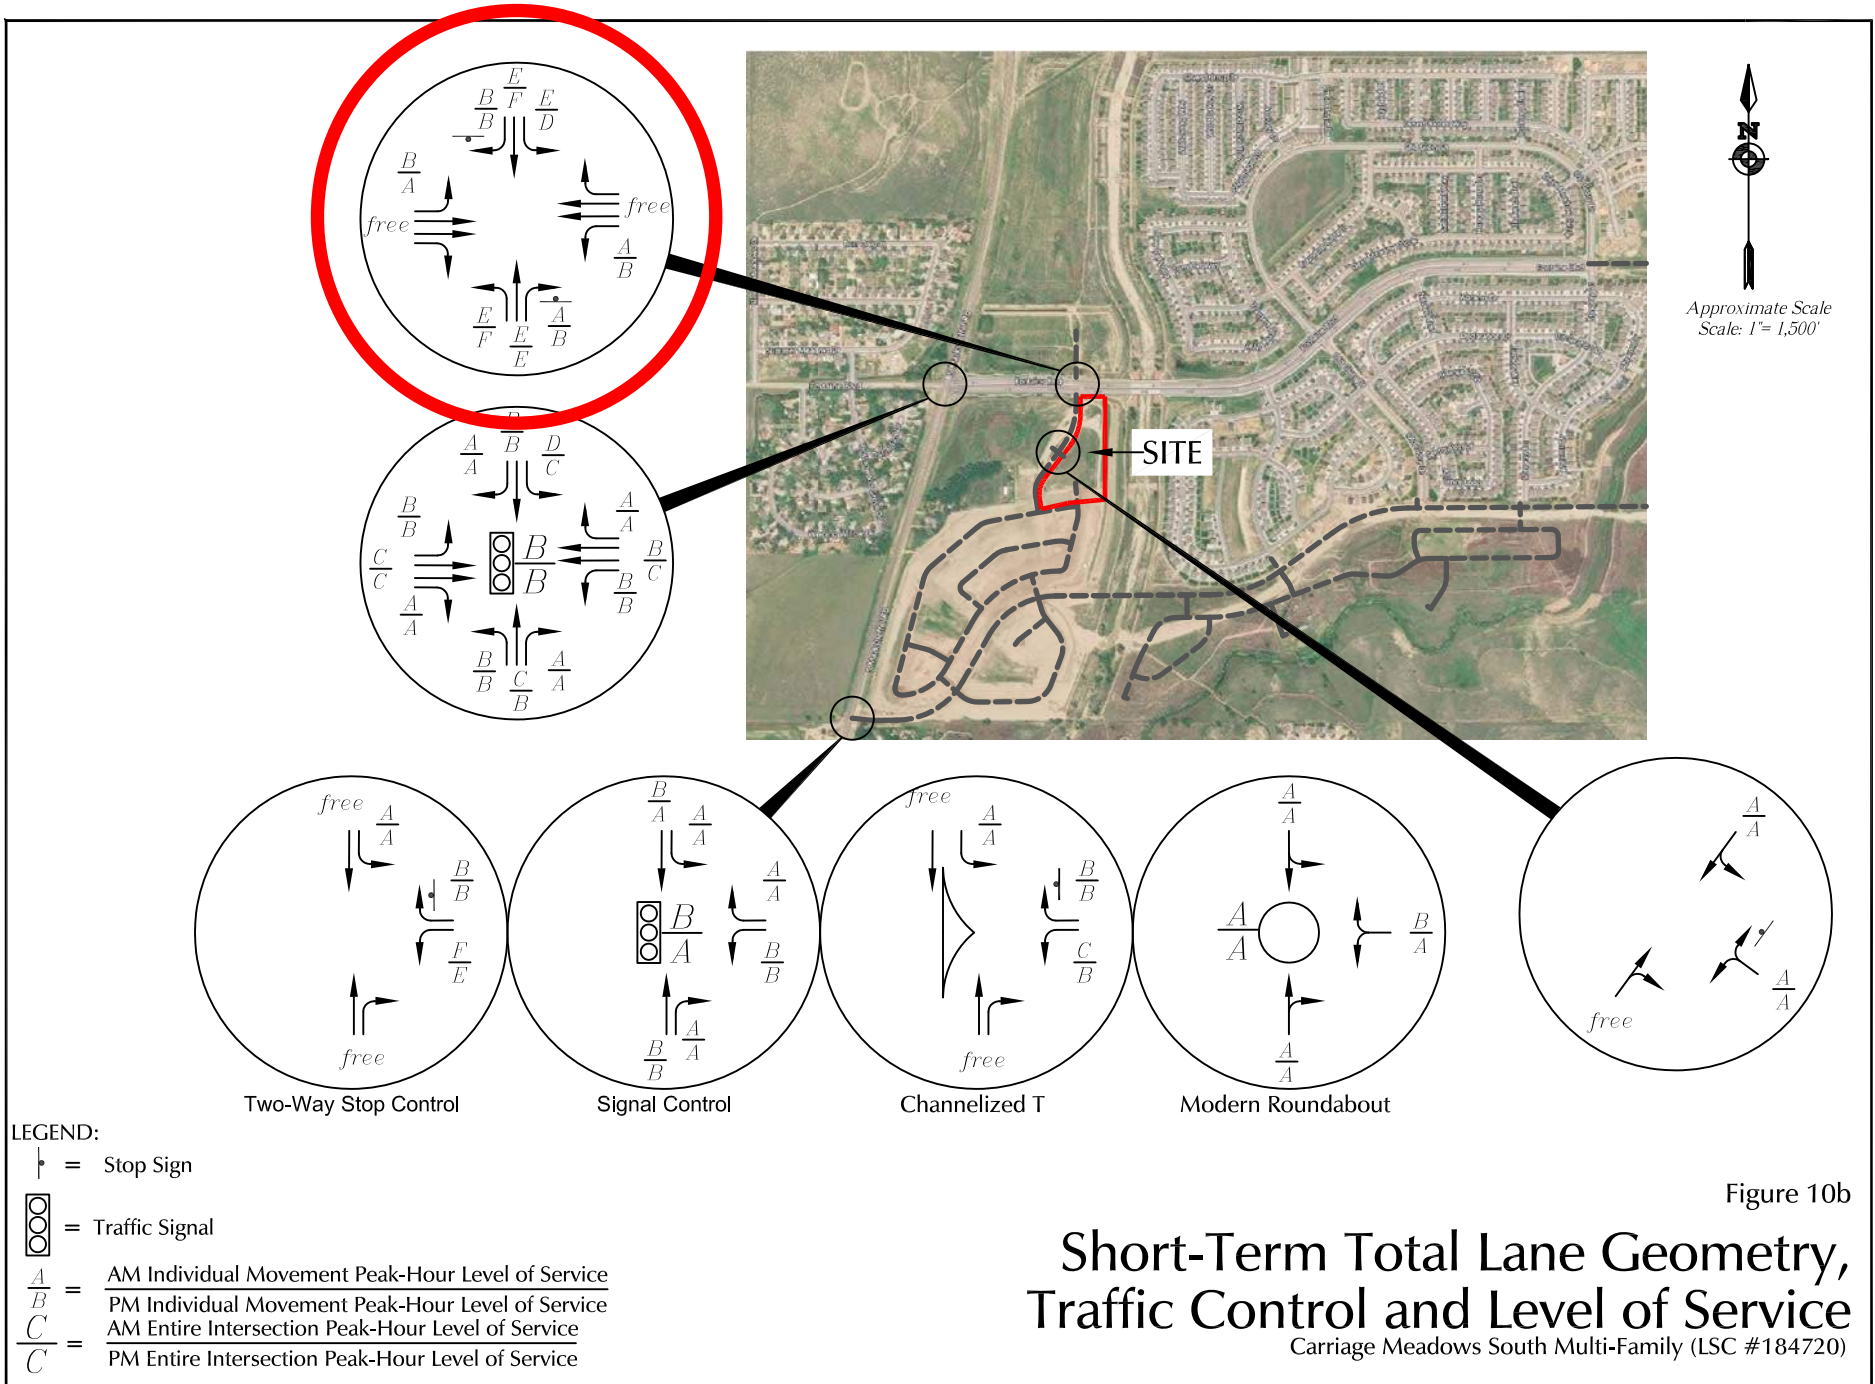 E
F
B
B
E
D
B
A
free
free
A
B
E
F
E
E
A
B
B
B
A
A
D
C
B
B
A
A
C
C
B
B
B
C
A
A
B
B
B
B
C
B
A
A
N
Approximate Scale
Scale: 1"= 1,500'
SITE
free
A
A
B
B
F
E
free
Two-Way Stop Control
B
A
A
A
A
A
B
A
B
B
A
A
B
B
Signal Control
free
A
A
B
B
C
B
free
Channelized T
A
A
A
A
B
A
A
A
Modern Roundabout
A
A
A
A
free
LEGEND:
= Stop Sign
= Traffic Signal
A
B
= AM Individual Movement Peak-Hour Level of Service
PM Individual Movement Peak-Hour Level of Service
C
C
= AM Entire Intersection Peak-Hour Level of Service
PM Entire Intersection Peak-Hour Level of Service
Figure 10b
Short-Term Total Lane Geometry,
Traffic Control and Level of Service
Carriage Meadows South Multi-Family (LSC #184720)